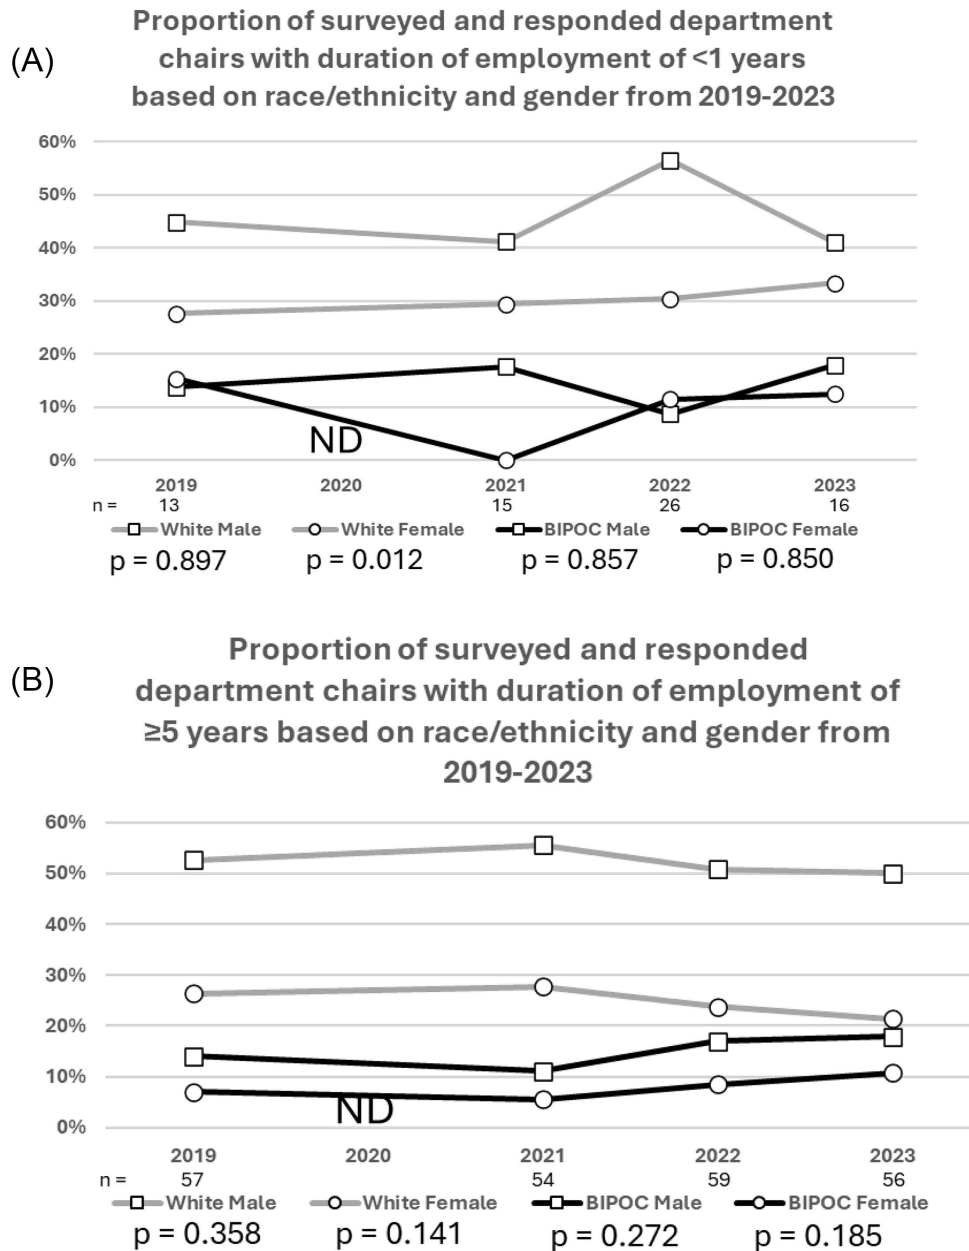 (A)
Proportion of surveyed and responded department
chairs with duration of employment of <1 years
based on race/ethnicity and gender from 2019-2023
60%
50%
40%
30%
20%
10%
0%
ND
2019 2020 2021 2022 2023
n = 13 15 26 16
White Male White Female BIPOC Male BIPOC Female
p = 0.897 p = 0.012 p = 0.857 p = 0.850
(B)
Proportion of surveyed and responded
department chairs with duration of employment of
≥5 years based on race/ethnicity and gender from
2019-2023
60%
50%
40%
30%
20%
10%
0%
ND
2019 2020 2021 2022 2023
n = 57 54 59 56
White Male White Female BIPOC Male BIPOC Female
p = 0.358 p = 0.141 p = 0.272 p = 0.185